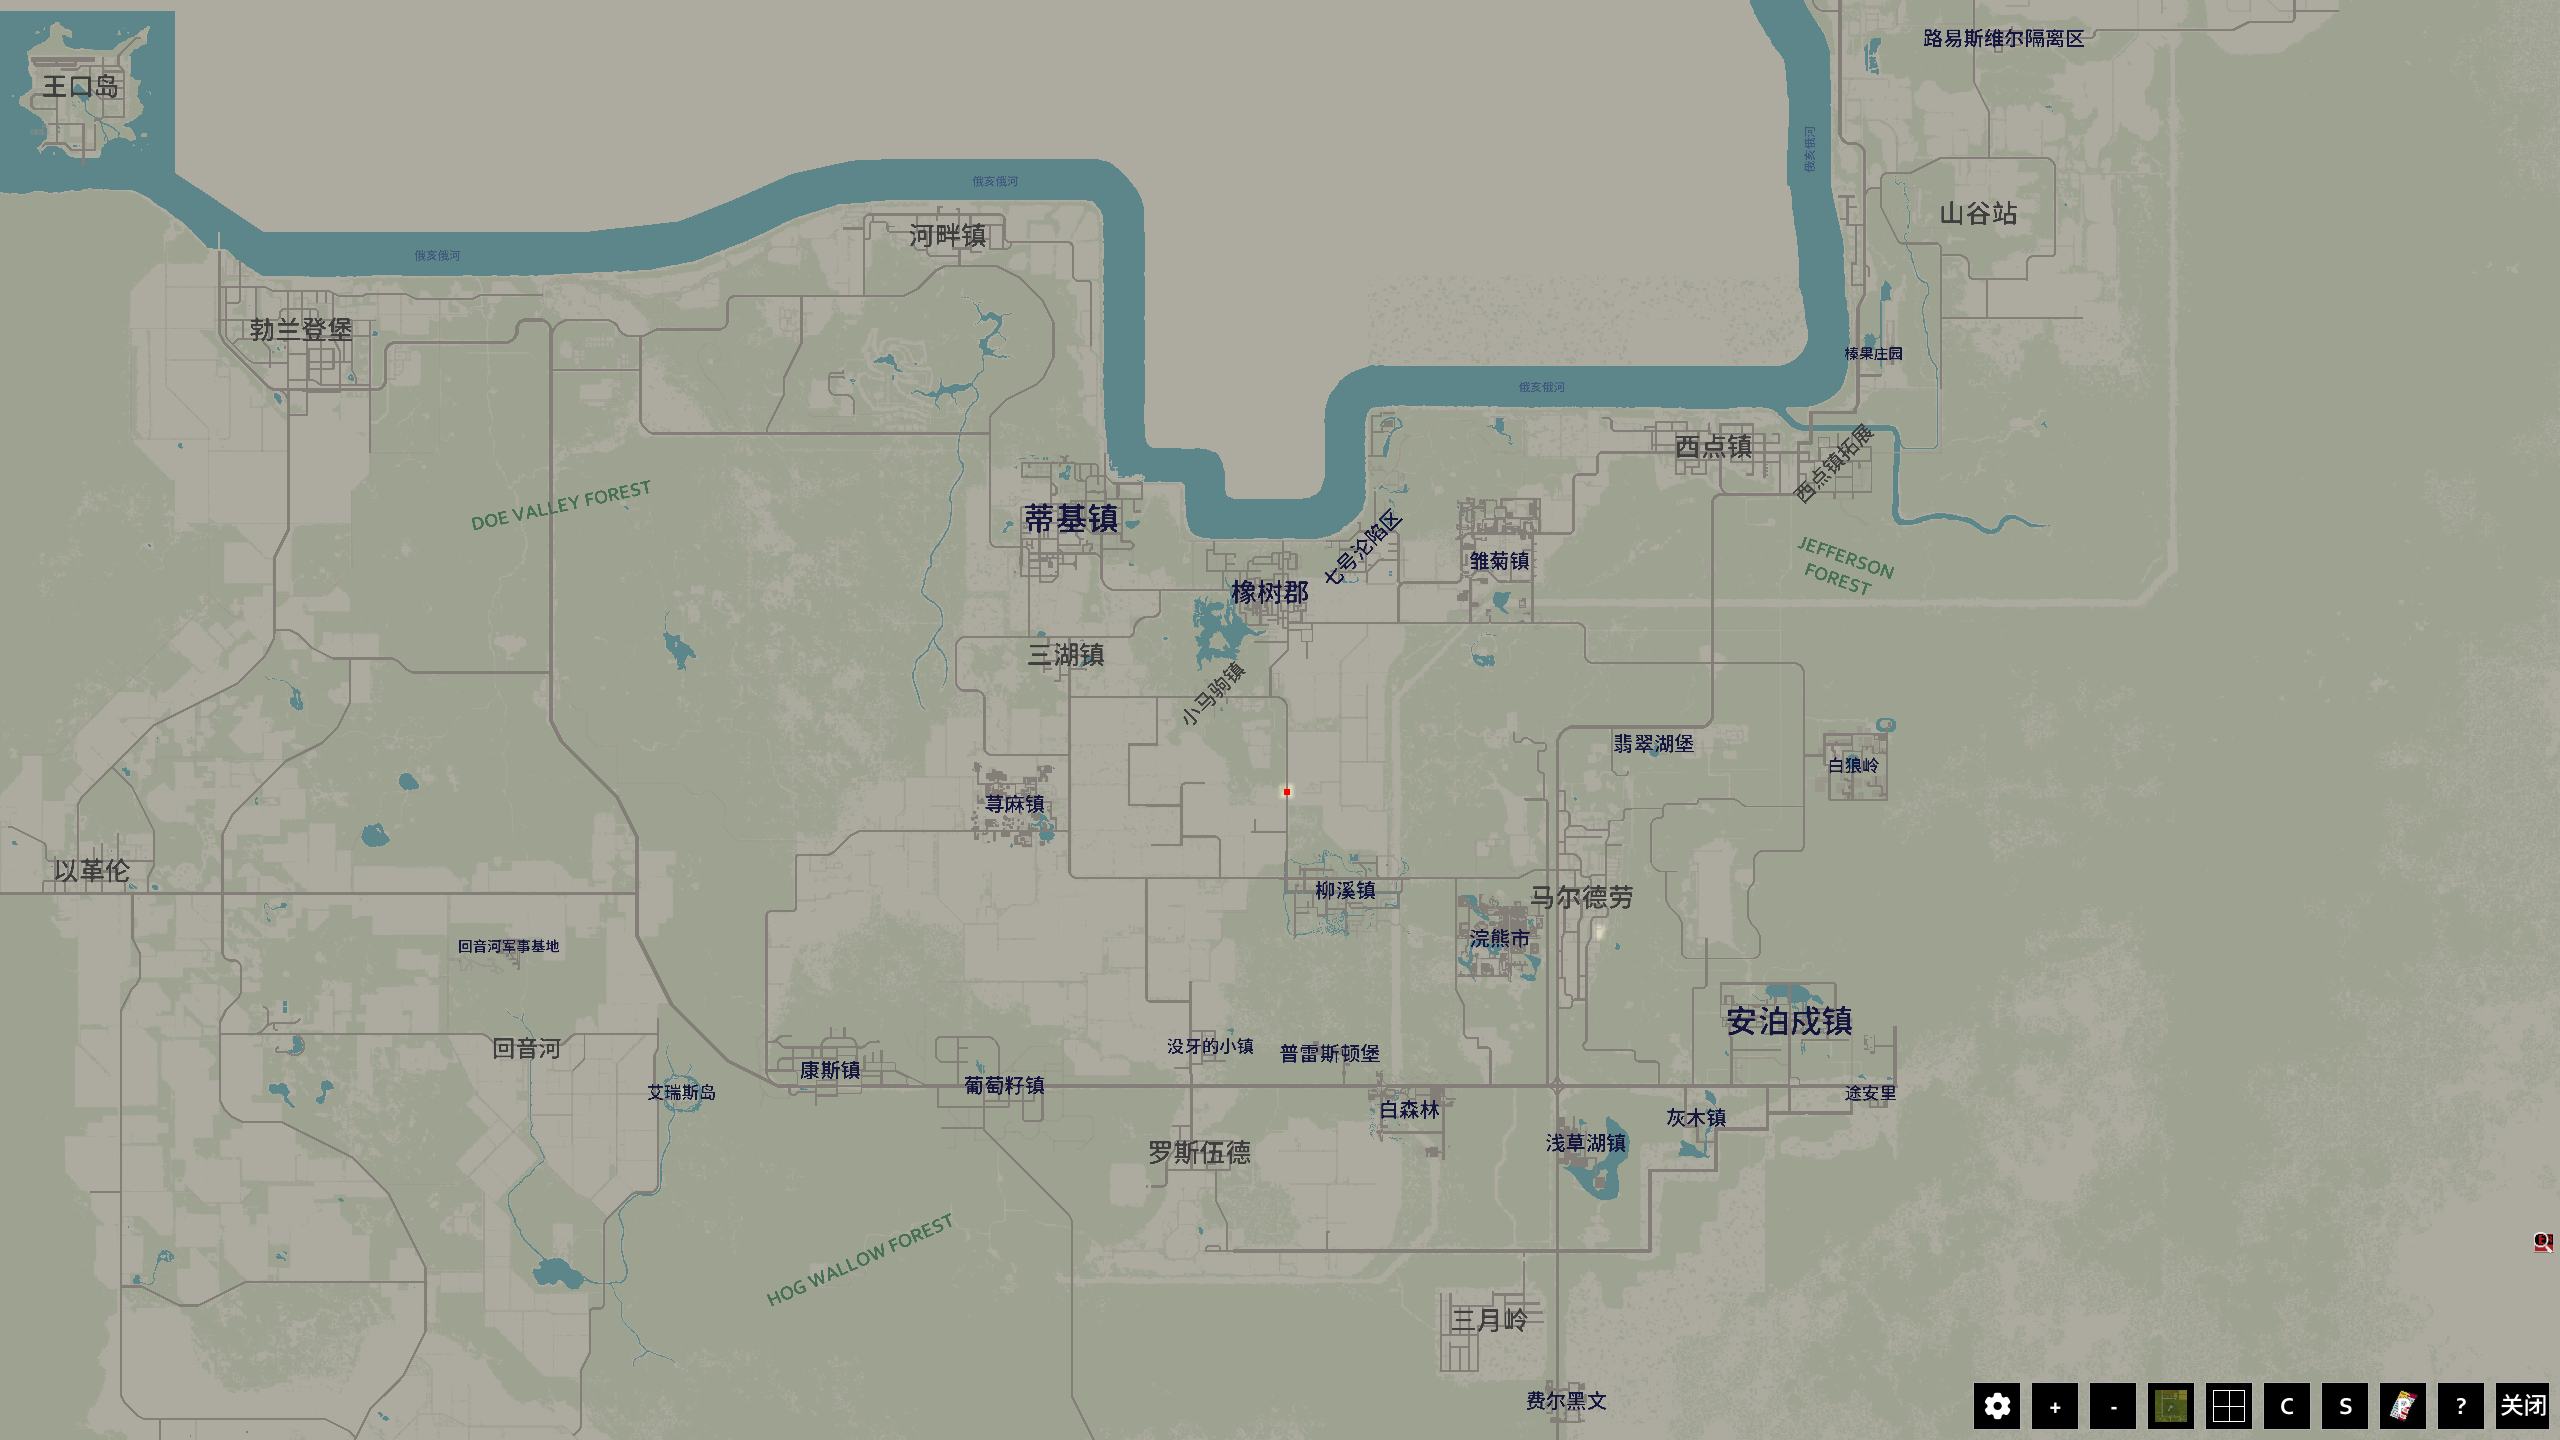 路易斯维尔隔离区
王口岛
俄亥俄河
俄亥俄河
山谷站
河畔镇
俄亥俄河
勃兰登堡
榛果庄园
俄亥俄河
西点镇
西点镇拓展
DOE VALLEY FOREST
蒂基镇
七号沦陷区
雏菊镇
JEFFERSON
FOREST
橡树郡
三湖镇
小马驹镇
翡翠湖堡
白狼岭
荨麻镇
以革伦
柳溪镇
马尔德劳
浣熊市
回音河军事基地
安泊戍镇
回音河
没牙的小镇
普雷斯顿堡
康斯镇
葡萄籽镇
艾瑞斯岛
途安里
白森林
灰木镇
浅草湖镇
罗斯伍德
HOG WALLOW FOREST
三月岭
费尔黑文
+
-
C
S
?
关闭